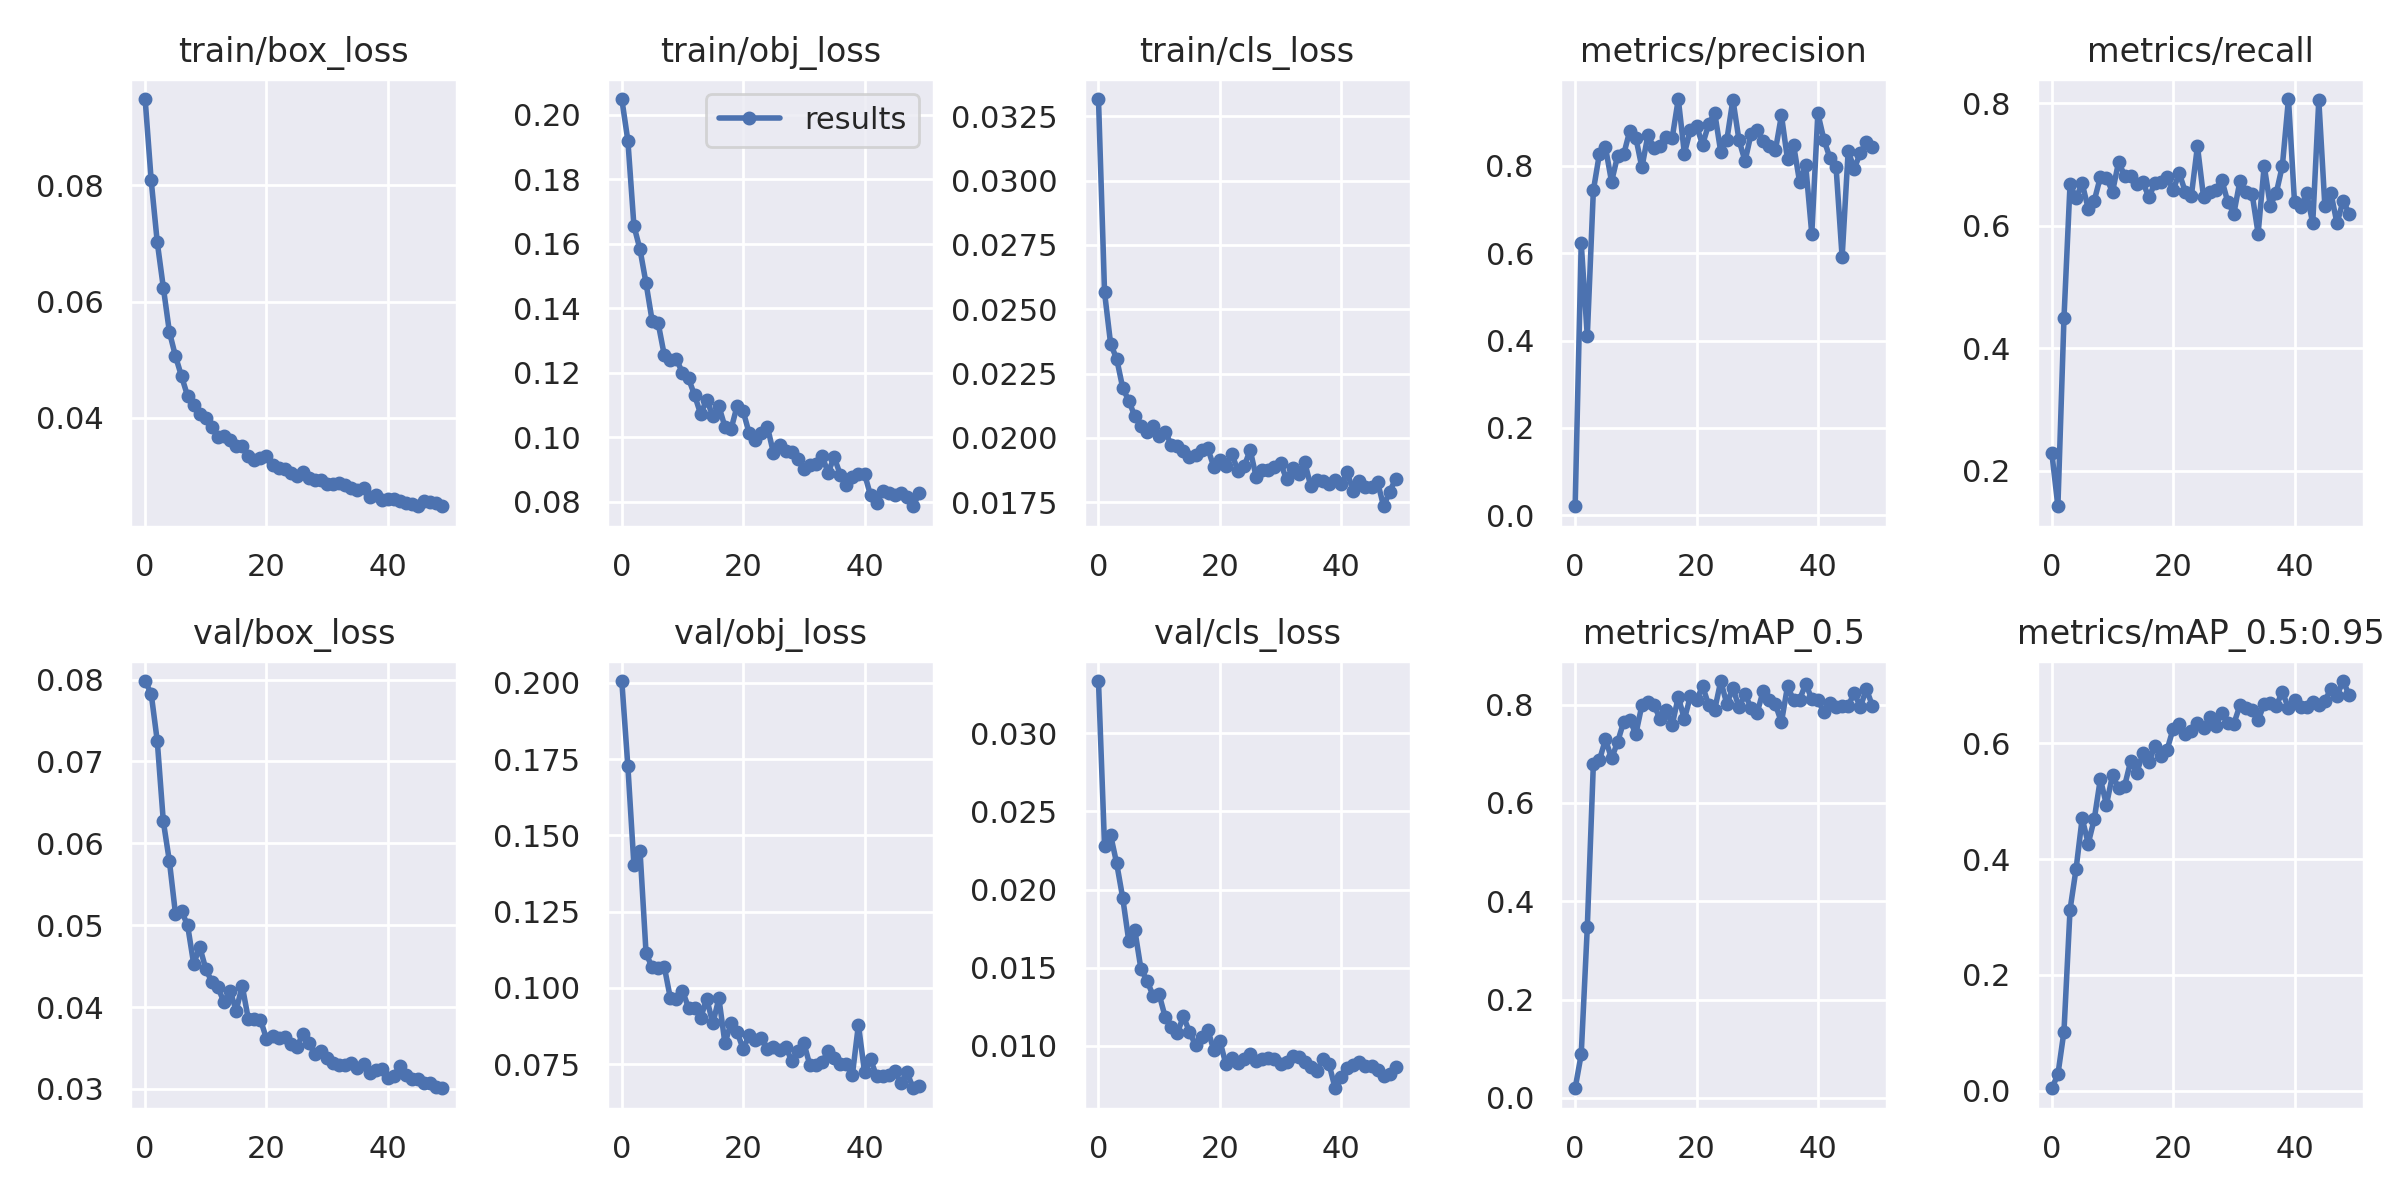 train/box_loss
0.08
0.06
0.04
0 20 40
train/obj_loss
results
0.20
0.18
0.16
0.14
0.12
0.10
0.08
0 20 40
train/cls_loss
0.0325
0.0300
0.0275
0.0250
0.0225
0.0200
0.0175
0 20 40
metrics/precision
0.8
0.6
0.4
0.2
0.0
0 20 40
metrics/recall
0.8
0.6
0.4
0.2
0 20 40
val/box_loss
0.08
0.07
0.06
0.05
0.04
0.03
0 20 40
val/obj_loss
0.200
0.175
0.150
0.125
0.100
0.075
0 20 40
val/cls_loss
0.030
0.025
0.020
0.015
0.010
0 20 40
metrics/mAP_0.5
0.8
0.6
0.4
0.2
0.0
0 20 40
metrics/mAP_0.5:0.95
0.6
0.4
0.2
0.0
0 20 40